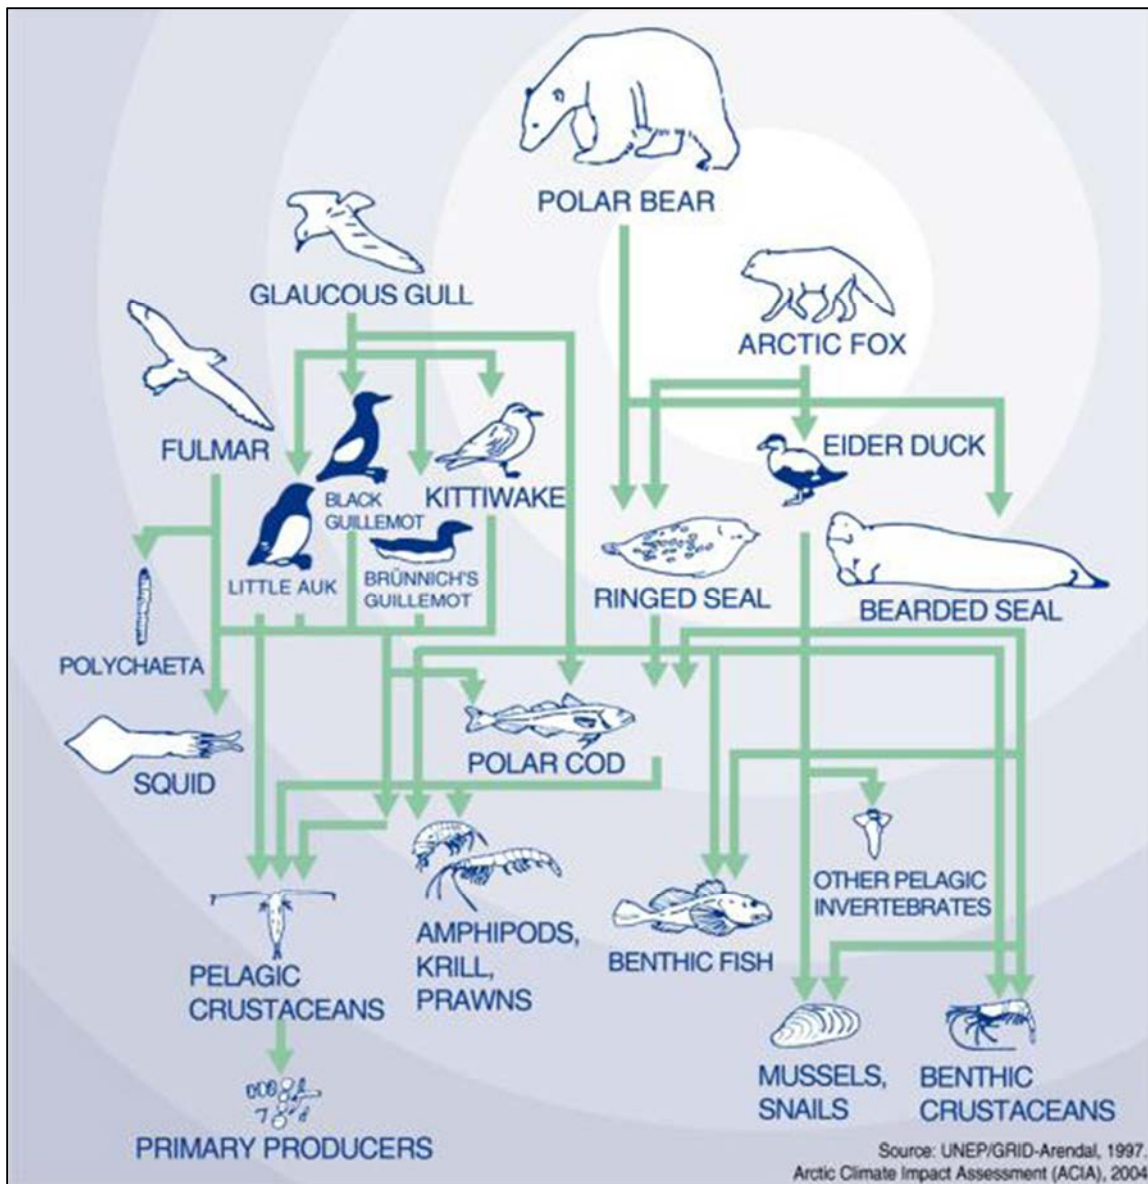 POLAR BEAR
GLAUCOUS GULL
ARCTIC FOX
FULMAR
EIDER DUCK
BLACK
GUILLEMOT
KITTIWAKE
LITTLE AUK
BRÜNNICH'S
GUILLEMOT
RINGED SEAL
BEARDED SEAL
POLYCHAETA
SQUID
POLAR COD
OTHER PELAGIC
INVERTEBRATES
AMPHIPODS,
KRILL,
PRAWNS
BENTHIC FISH
PELAGIC
CRUSTACEANS
MUSSELS,
SNAILS
BENTHIC
CRUSTACEANS
PRIMARY PRODUCERS
Source: UNEP/GRID-Arendal, 1997.
Arctic Climate Impact Assessment (ACIA), 2004